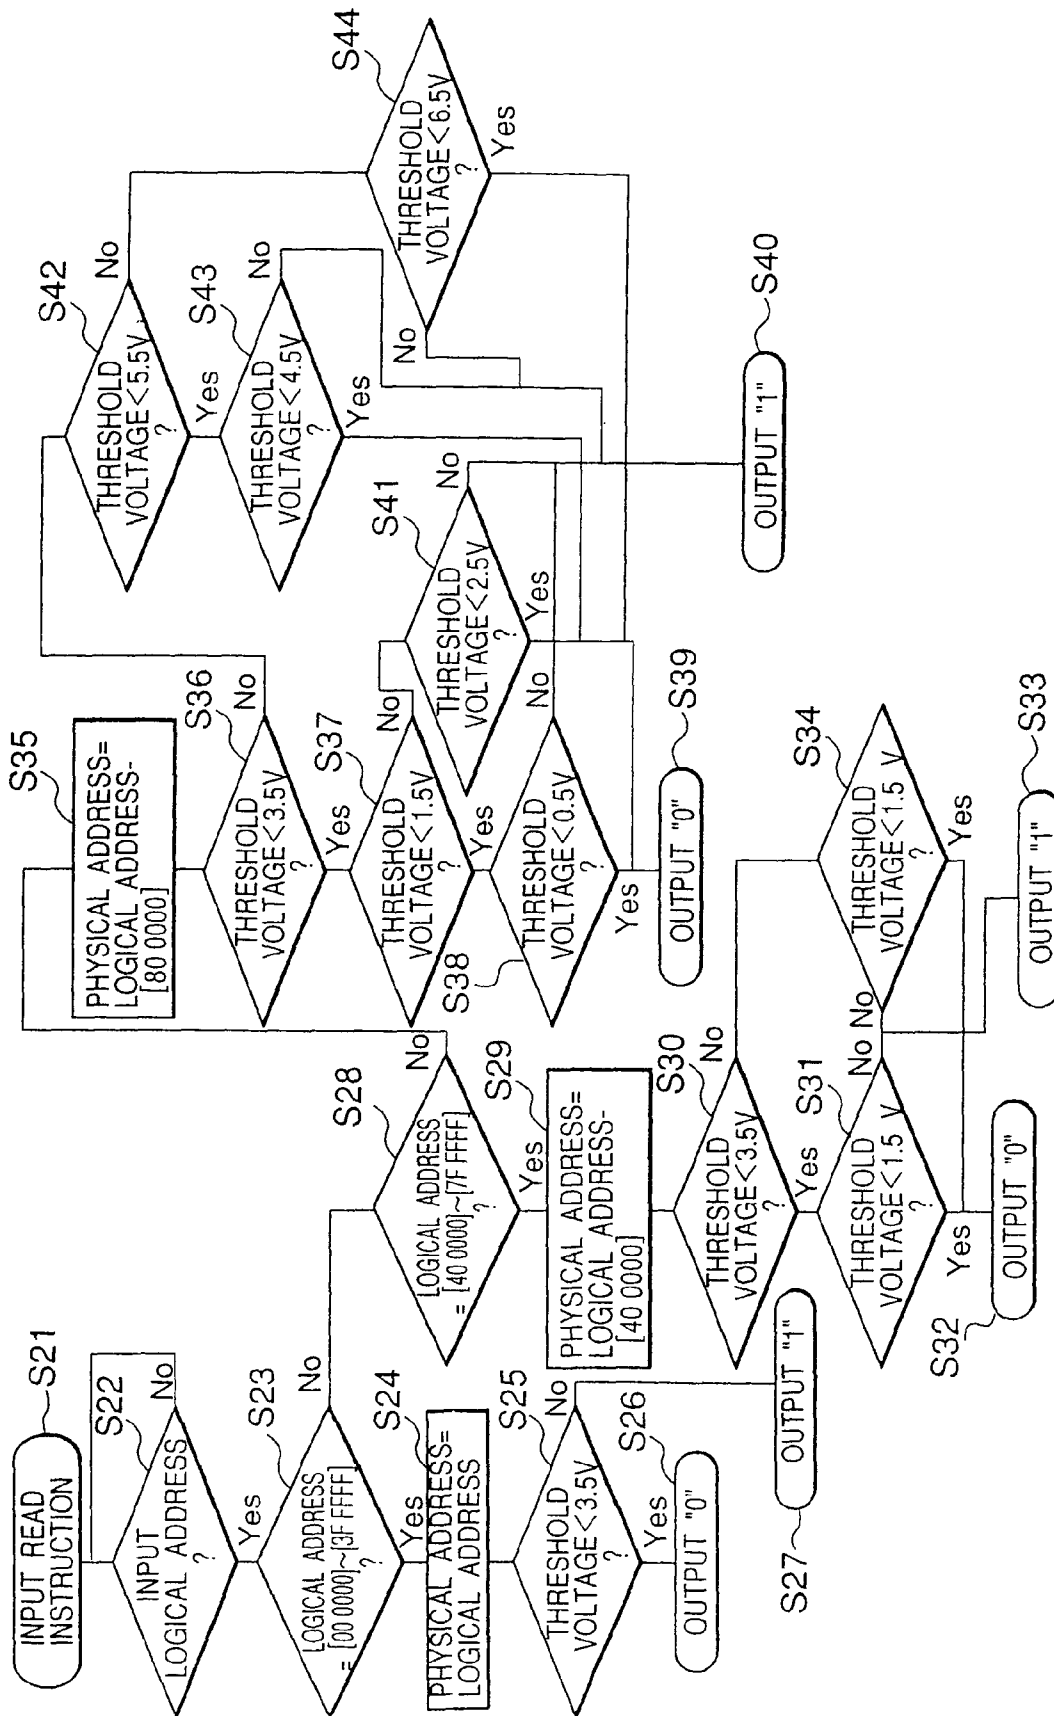 INPUT READ
INSTRUCTION
S21
INPUT
LOGICAL ADDRESS
?
S22
No
Yes
LOGICAL ADDRESS
= [00 0000]~[3F FFFF]
?
S23
No
Yes
PHYSICAL ADDRESS=
LOGICAL ADDRESS
S24
THRESHOLD
VOLTAGE<3.5V
?
S25
No
Yes
OUTPUT "0"
S26
OUTPUT "1"
S27
LOGICAL ADDRESS
= [40 0000]~[7F FFFF]
?
S28
No
Yes
PHYSICAL ADDRESS=
LOGICAL ADDRESS-
[40 0000]
S29
THRESHOLD
VOLTAGE<3.5V
?
S30
No
Yes
THRESHOLD
VOLTAGE<1.5 V
?
S31
No
Yes
OUTPUT "0"
S32
OUTPUT "1"
S33
THRESHOLD
VOLTAGE<1.5 V
?
S34
No
Yes
PHYSICAL ADDRESS=
LOGICAL ADDRESS-
[80 0000]
S35
THRESHOLD
VOLTAGE<3.5V
?
S36
No
Yes
THRESHOLD
VOLTAGE<1.5V
?
S37
No
Yes
THRESHOLD
VOLTAGE<0.5V
?
S38
No
Yes
OUTPUT "0"
S39
OUTPUT "1"
S40
THRESHOLD
VOLTAGE<2.5V
?
S41
No
Yes
THRESHOLD
VOLTAGE<5.5V
?
S42
No
Yes
THRESHOLD
VOLTAGE<4.5V
?
S43
No
Yes
THRESHOLD
VOLTAGE<6.5V
?
S44
No
Yes